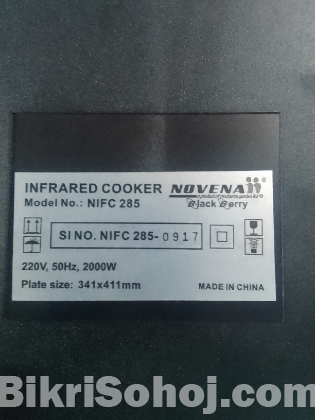 INFRARED COOKER NOVENA
Model No.: NIFC 285 Black Berry
SI NO. NIFC 285-0917
220V, 50Hz, 2000W
Plate size: 341x411mm MADE IN CHINA
BikriSohoj.com